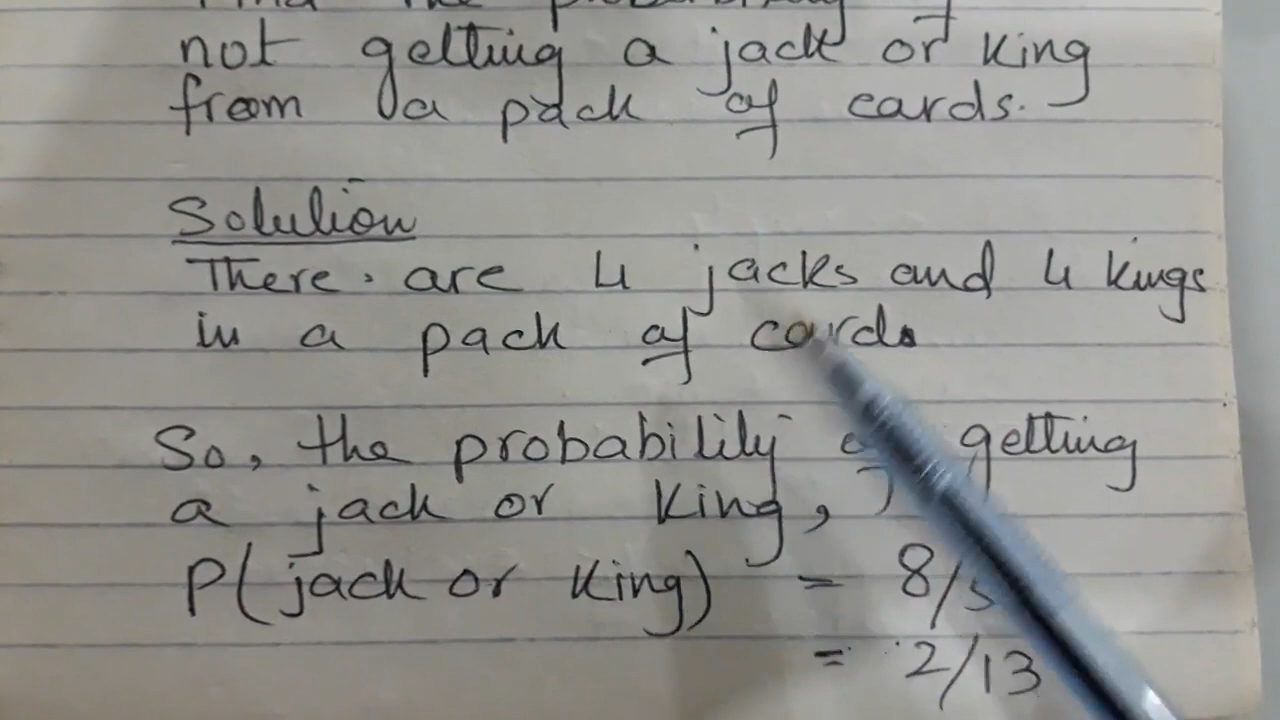 not getting a jack or king
from a pack of cards.
Solution
There are 4 jacks and 4 kings
in a pack of cards
So, the probability getting
a jack or king,
P(jack or king) = 8/5
= 2/13